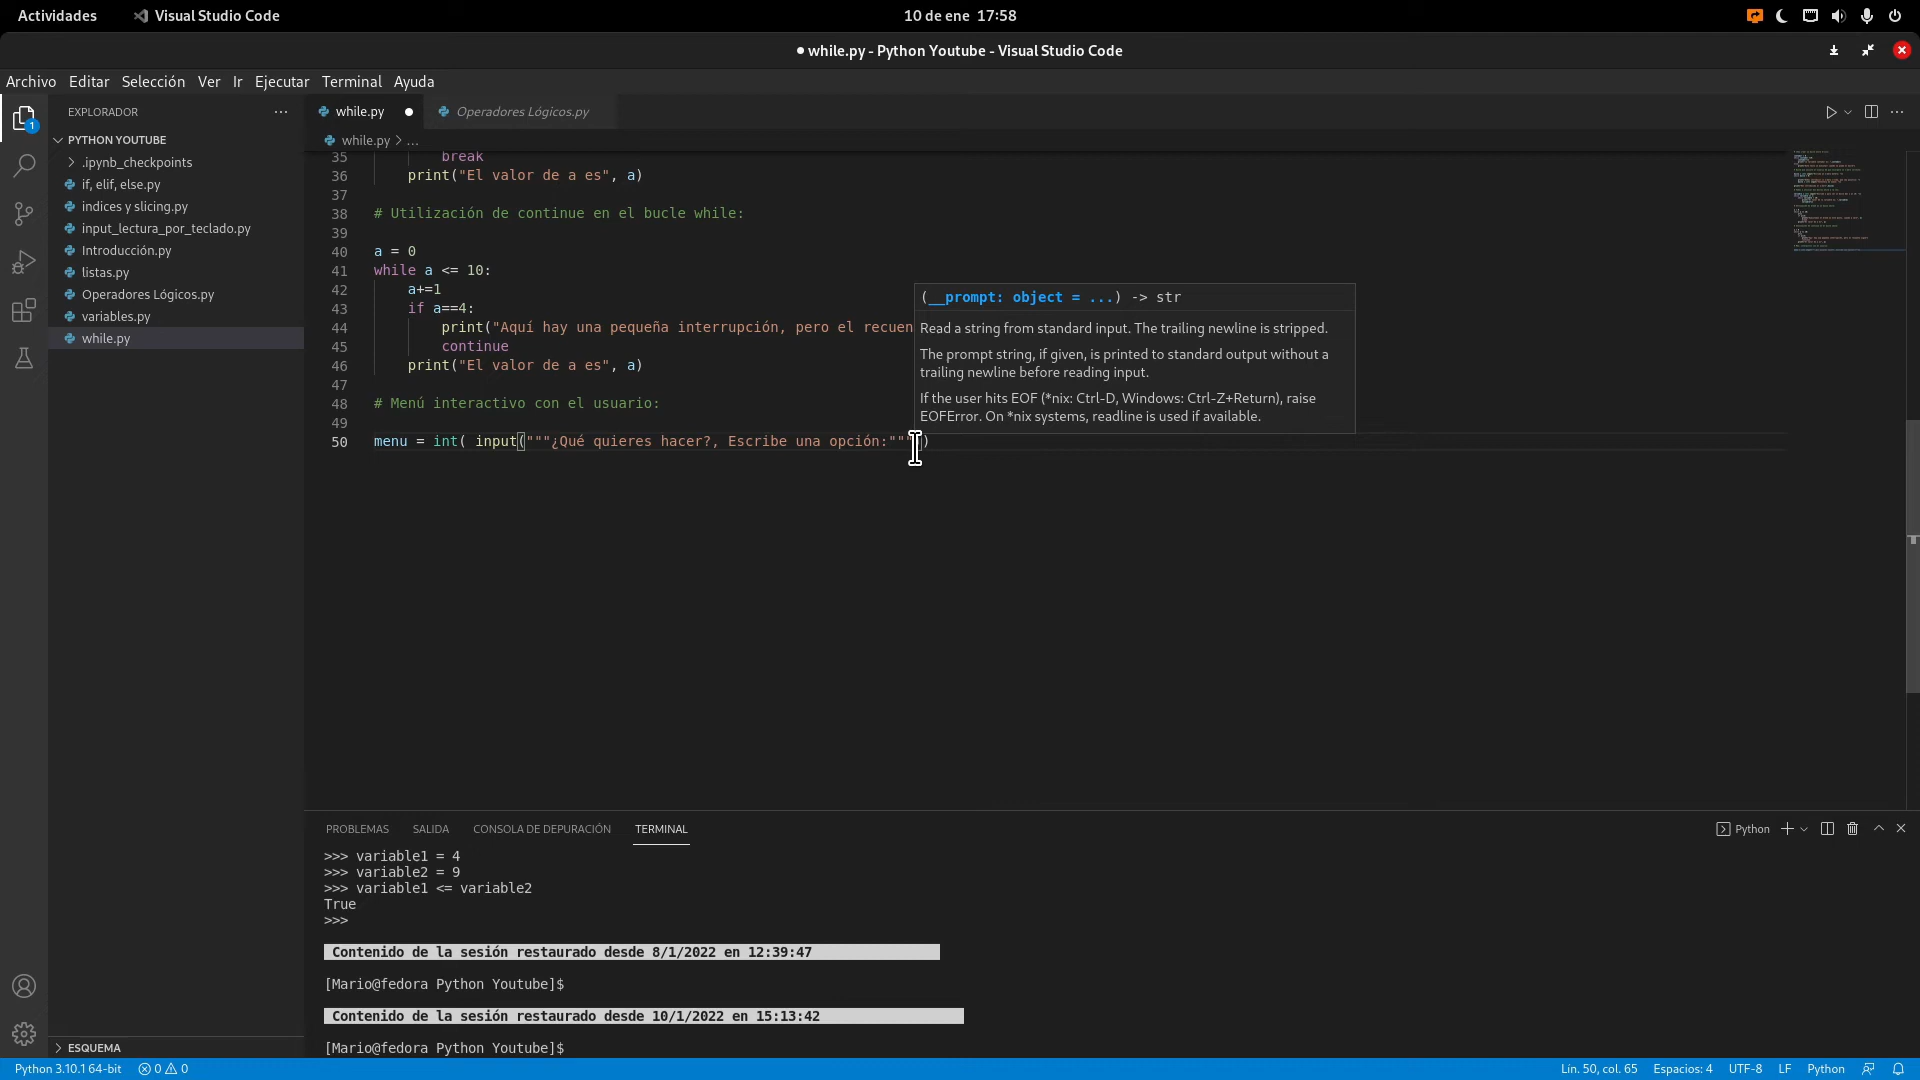 Actividades
Visual Studio Code
10 de ene 17:58
while.py - Python Youtube - Visual Studio Code
Archivo Editar Selección Ver Ir Ejecutar Terminal Ayuda
EXPLORADOR
while.py
Operadores Lógicos.py
PYTHON YOUTUBE
while.py > ...
.ipynb_checkpoints
if, elif, else.py
indices y slicing.py
input_lectura_por_teclado.py
Introducción.py
listas.py
Operadores Lógicos.py
variables.py
while.py
1
35 break
36 print("El valor de a es", a)
37
38 # Utilización de continue en el bucle while:
39
40 a = 0
41 while a <= 10:
42 a+=1
43 if a==4:
44 print("Aquí hay una pequeña interrupción, pero el recuen
45 continue
46 print("El valor de a es", a)
47
48 # Menú interactivo con el usuario:
49
50 menu = int( input("""¿Qué quieres hacer?, Escribe una opción:""" )
(__prompt: object = ...) -> str
Read a string from standard input. The trailing newline is stripped.
The prompt string, if given, is printed to standard output without a
trailing newline before reading input.
If the user hits EOF (*nix: Ctrl-D, Windows: Ctrl-Z+Return), raise
EOFError. On *nix systems, readline is used if available.
PROBLEMAS SALIDA CONSOLA DE DEPURACIÓN TERMINAL
Python
>>> variable1 = 4
>>> variable2 = 9
>>> variable1 <= variable2
True
>>>
Contenido de la sesión restaurado desde 8/1/2022 en 12:39:47
[Mario@fedora Python Youtube]$
Contenido de la sesión restaurado desde 10/1/2022 en 15:13:42
[Mario@fedora Python Youtube]$
ESQUEMA
Python 3.10.1 64-bit 0 0
Lín. 50, col. 65 Espacios: 4 UTF-8 LF Python